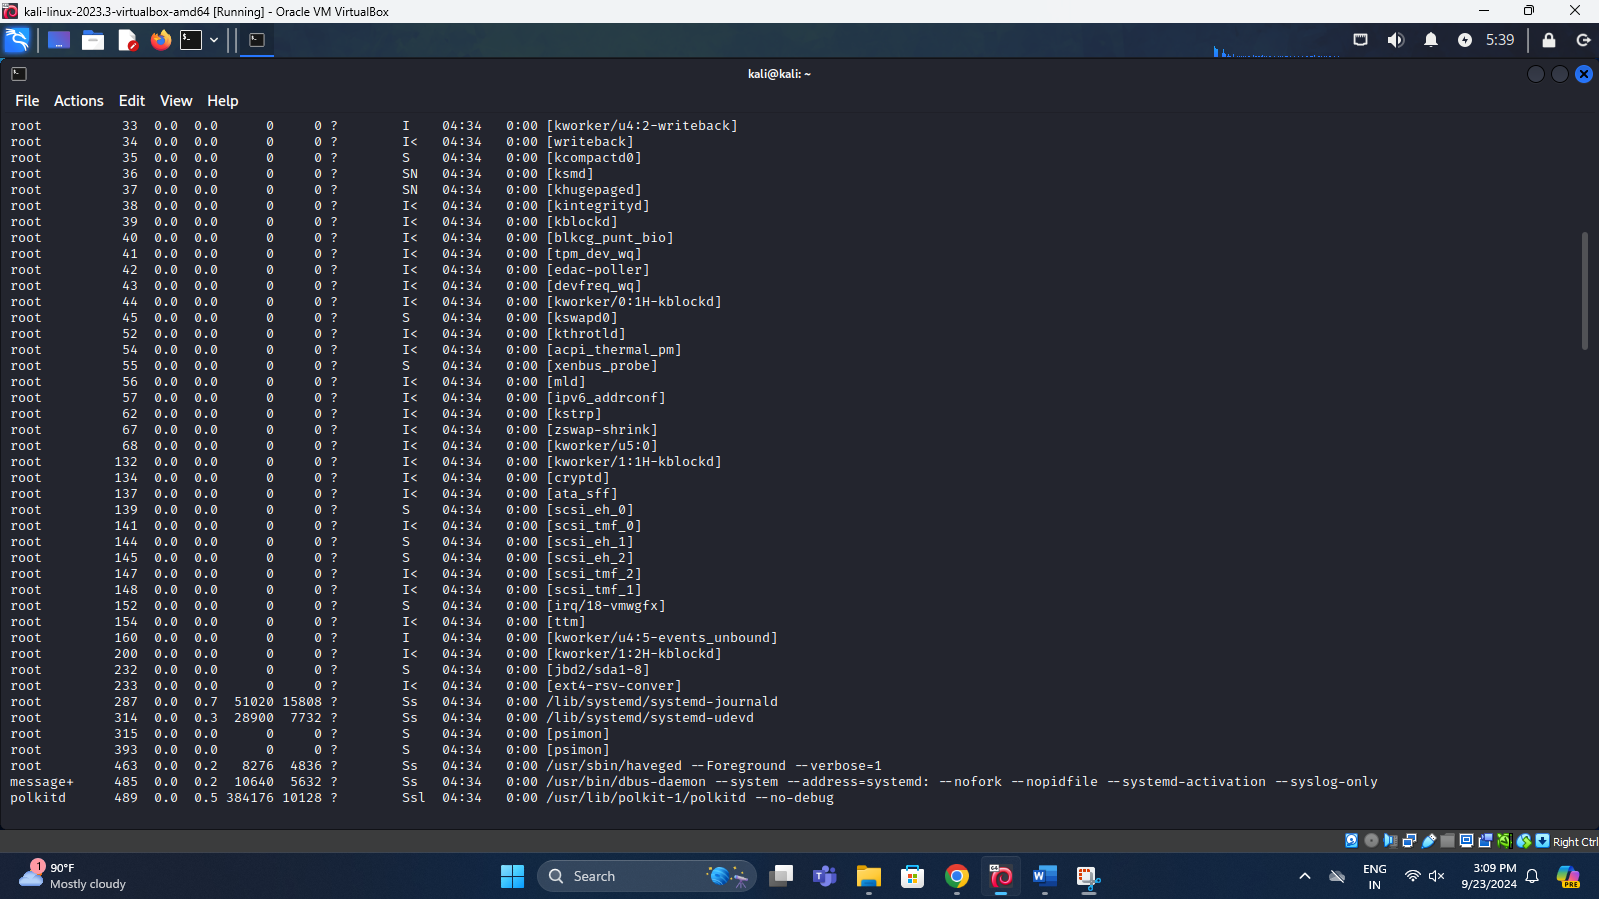 kali-linux-2023.3-virtualbox-amd64 [Running] - Oracle VM VirtualBox
5:39
kali@kali: ~
File Actions Edit View Help
root 33 0.0 0.0 0 0 ? I 04:34 0:00 [kworker/u4:2-writeback]
root 34 0.0 0.0 0 0 ? I< 04:34 0:00 [writeback]
root 35 0.0 0.0 0 0 ? S 04:34 0:00 [kcompactd0]
root 36 0.0 0.0 0 0 ? SN 04:34 0:00 [ksmd]
root 37 0.0 0.0 0 0 ? SN 04:34 0:00 [khugepaged]
root 38 0.0 0.0 0 0 ? I< 04:34 0:00 [kintegrityd]
root 39 0.0 0.0 0 0 ? I< 04:34 0:00 [kblockd]
root 40 0.0 0.0 0 0 ? I< 04:34 0:00 [blkcg_punt_bio]
root 41 0.0 0.0 0 0 ? I< 04:34 0:00 [tpm_dev_wq]
root 42 0.0 0.0 0 0 ? I< 04:34 0:00 [edac-poller]
root 43 0.0 0.0 0 0 ? I< 04:34 0:00 [devfreq_wq]
root 44 0.0 0.0 0 0 ? I< 04:34 0:00 [kworker/0:1H-kblockd]
root 45 0.0 0.0 0 0 ? S 04:34 0:00 [kswapd0]
root 52 0.0 0.0 0 0 ? I< 04:34 0:00 [kthrotld]
root 54 0.0 0.0 0 0 ? I< 04:34 0:00 [acpi_thermal_pm]
root 55 0.0 0.0 0 0 ? S 04:34 0:00 [xenbus_probe]
root 56 0.0 0.0 0 0 ? I< 04:34 0:00 [mld]
root 57 0.0 0.0 0 0 ? I< 04:34 0:00 [ipv6_addrconf]
root 62 0.0 0.0 0 0 ? I< 04:34 0:00 [kstrp]
root 67 0.0 0.0 0 0 ? I< 04:34 0:00 [zswap-shrink]
root 68 0.0 0.0 0 0 ? I< 04:34 0:00 [kworker/u5:0]
root 132 0.0 0.0 0 0 ? I< 04:34 0:00 [kworker/1:1H-kblockd]
root 134 0.0 0.0 0 0 ? I< 04:34 0:00 [cryptd]
root 137 0.0 0.0 0 0 ? I< 04:34 0:00 [ata_sff]
root 139 0.0 0.0 0 0 ? S 04:34 0:00 [scsi_eh_0]
root 141 0.0 0.0 0 0 ? I< 04:34 0:00 [scsi_tmf_0]
root 144 0.0 0.0 0 0 ? S 04:34 0:00 [scsi_eh_1]
root 145 0.0 0.0 0 0 ? S 04:34 0:00 [scsi_eh_2]
root 147 0.0 0.0 0 0 ? I< 04:34 0:00 [scsi_tmf_2]
root 148 0.0 0.0 0 0 ? I< 04:34 0:00 [scsi_tmf_1]
root 152 0.0 0.0 0 0 ? S 04:34 0:00 [irq/18-vmwgfx]
root 154 0.0 0.0 0 0 ? I< 04:34 0:00 [ttm]
root 160 0.0 0.0 0 0 ? I 04:34 0:00 [kworker/u4:5-events_unbound]
root 200 0.0 0.0 0 0 ? I< 04:34 0:00 [kworker/1:2H-kblockd]
root 232 0.0 0.0 0 0 ? S 04:34 0:00 [jbd2/sda1-8]
root 233 0.0 0.0 0 0 ? I< 04:34 0:00 [ext4-rsv-conver]
root 287 0.0 0.7 51020 15808 ? Ss 04:34 0:00 /lib/systemd/systemd-journald
root 314 0.0 0.3 28900 7732 ? Ss 04:34 0:00 /lib/systemd/systemd-udevd
root 315 0.0 0.0 0 0 ? S 04:34 0:00 [psimon]
root 393 0.0 0.0 0 0 ? S 04:34 0:00 [psimon]
root 463 0.0 0.2 8276 4836 ? Ss 04:34 0:00 /usr/sbin/haveged --Foreground --verbose=1
message+ 485 0.0 0.2 10640 5632 ? Ss 04:34 0:00 /usr/bin/dbus-daemon --system --address=systemd: --nofork --nopidfile --systemd-activation --syslog-only
polkitd 489 0.0 0.5 384176 10128 ? Ssl 04:34 0:00 /usr/lib/polkit-1/polkitd --no-debug
Right Ctrl
1
90°F
Mostly cloudy
Search
ENG
IN
3:09 PM
9/23/2024
PRE